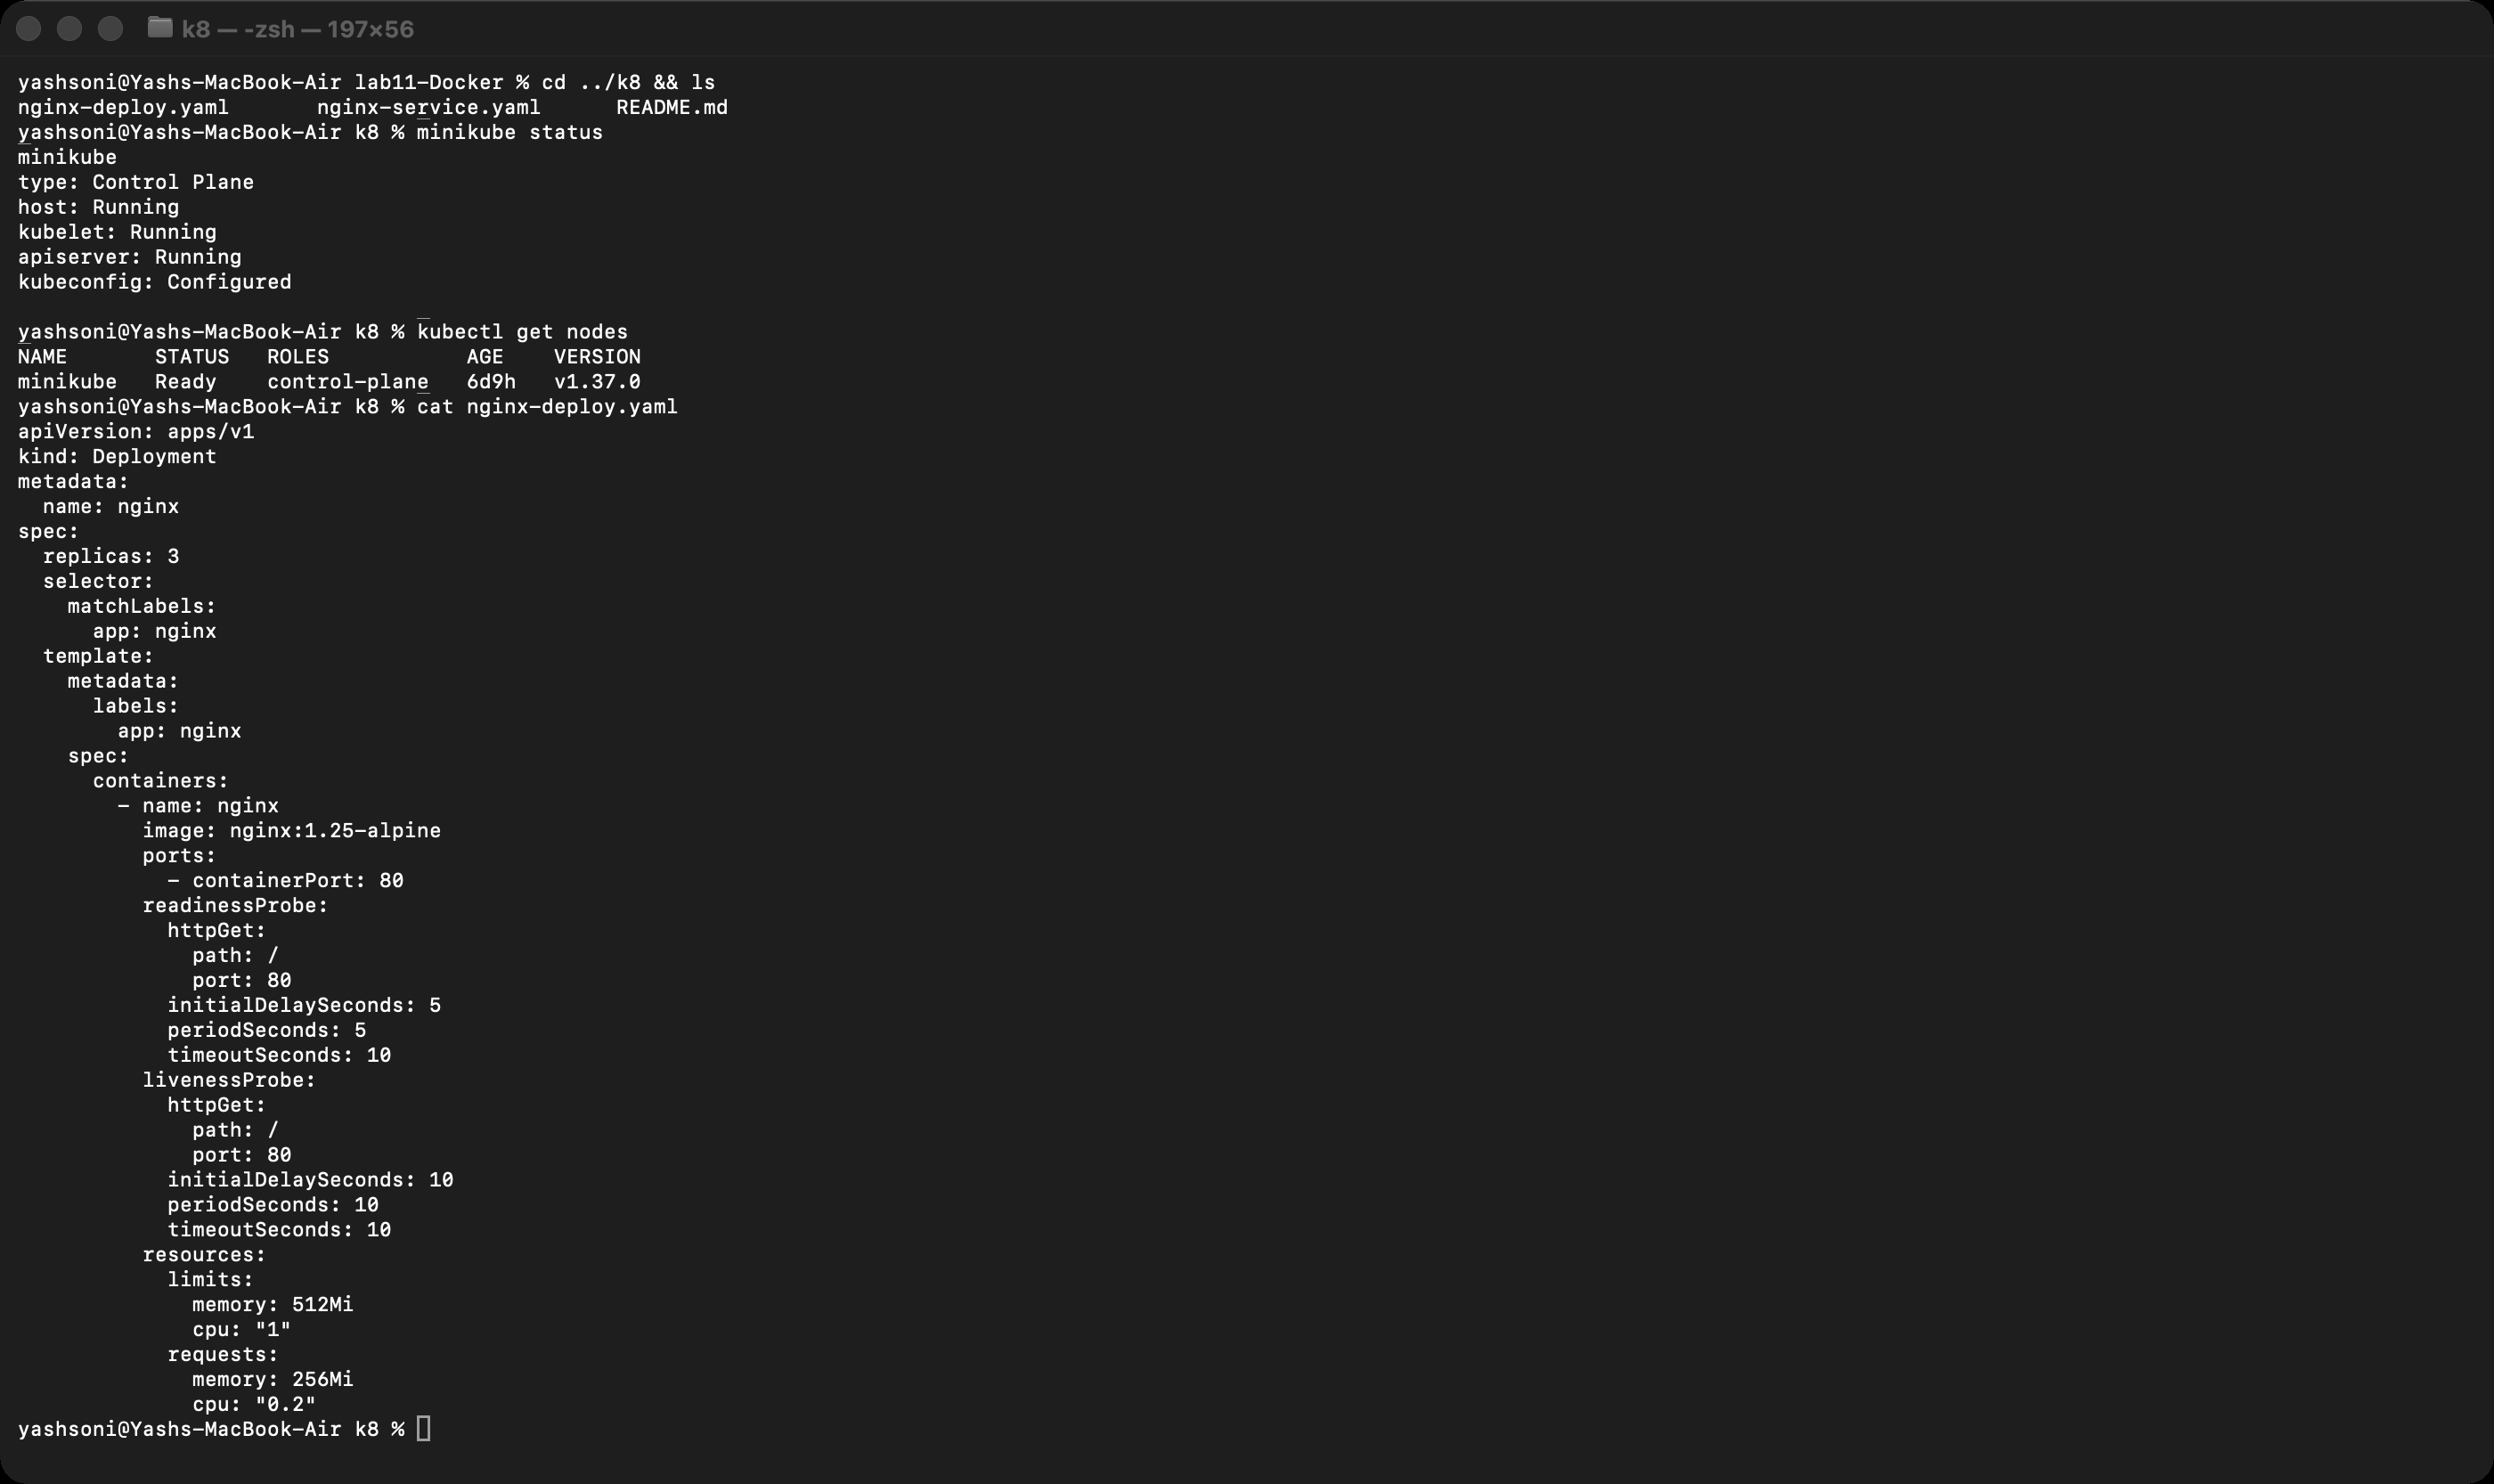 k8 — -zsh — 197×56
yashsoni@Yashs-MacBook-Air lab11-Docker % cd ../k8 && ls
nginx-deploy.yaml       nginx-service.yaml      README.md
yashsoni@Yashs-MacBook-Air k8 % minikube status
minikube
type: Control Plane
host: Running
kubelet: Running
apiserver: Running
kubeconfig: Configured

yashsoni@Yashs-MacBook-Air k8 % kubectl get nodes
NAME       STATUS   ROLES           AGE    VERSION
minikube   Ready    control-plane   6d9h   v1.37.0
yashsoni@Yashs-MacBook-Air k8 % cat nginx-deploy.yaml
apiVersion: apps/v1
kind: Deployment
metadata:
  name: nginx
spec:
  replicas: 3
  selector:
    matchLabels:
      app: nginx
  template:
    metadata:
      labels:
        app: nginx
    spec:
      containers:
        - name: nginx
          image: nginx:1.25-alpine
          ports:
            - containerPort: 80
          readinessProbe:
            httpGet:
              path: /
              port: 80
            initialDelaySeconds: 5
            periodSeconds: 5
            timeoutSeconds: 10
          livenessProbe:
            httpGet:
              path: /
              port: 80
            initialDelaySeconds: 10
            periodSeconds: 10
            timeoutSeconds: 10
          resources:
            limits:
              memory: 512Mi
              cpu: "1"
            requests:
              memory: 256Mi
              cpu: "0.2"
yashsoni@Yashs-MacBook-Air k8 %